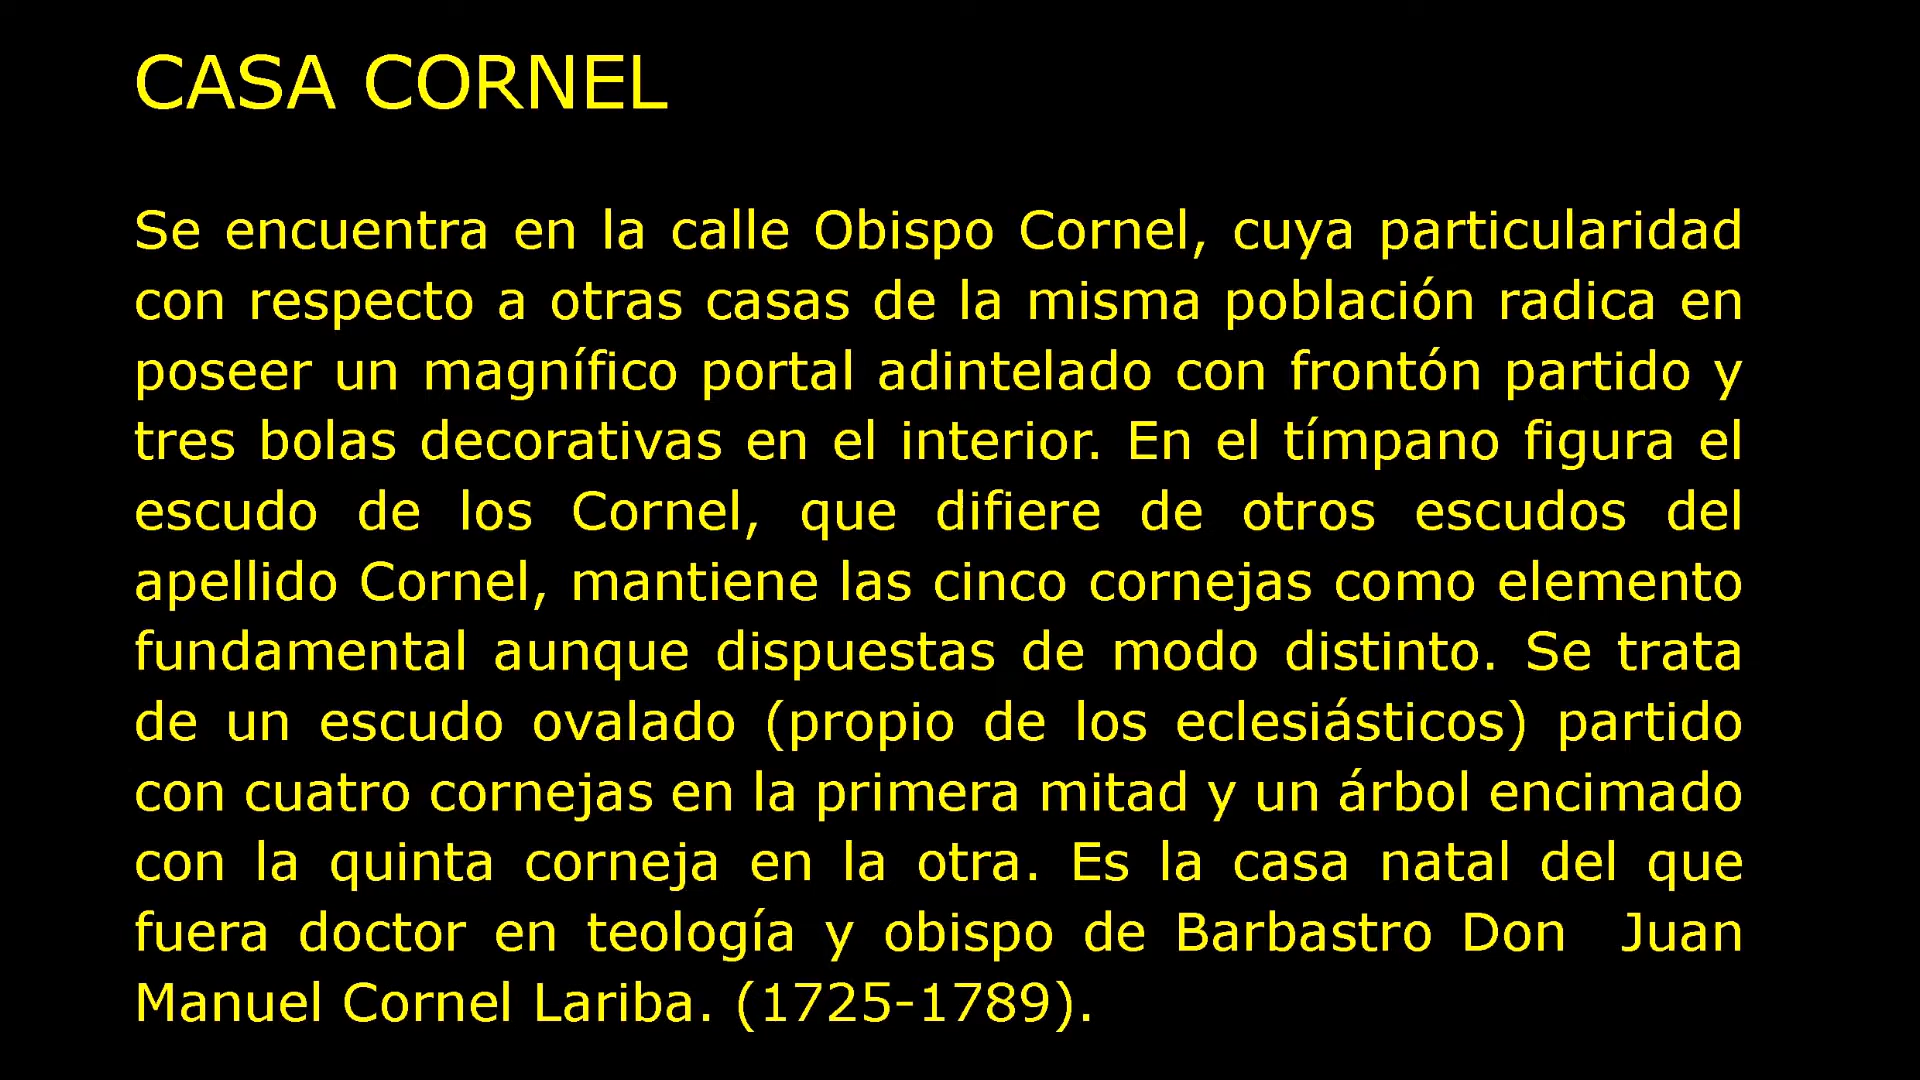 CASA CORNEL
Se encuentra en la calle Obispo Cornel, cuya particularidad
con respecto a otras casas de la misma población radica en
poseer un magnífico portal adintelado con frontón partido y
tres bolas decorativas en el interior. En el tímpano figura el
escudo de los Cornel, que difiere de otros escudos del
apellido Cornel, mantiene las cinco cornejas como elemento
fundamental aunque dispuestas de modo distinto. Se trata
de un escudo ovalado (propio de los eclesiásticos) partido
con cuatro cornejas en la primera mitad y un árbol encimado
con la quinta corneja en la otra. Es la casa natal del que
fuera doctor en teología y obispo de Barbastro Don  Juan
Manuel Cornel Lariba. (1725-1789).